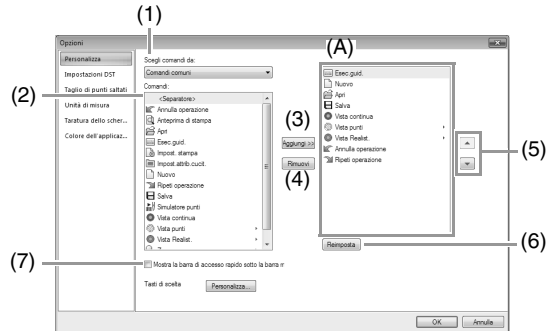 (1)
(A)
Opzioni
Personalizza
Impostazioni DST
Taglio di punti saltati
Unità di misura
Taratura dello scher...
Colore dell'applicaz...
Scegli comandi da:
Comandi comuni
Comandi:
(2)
<Separatore>
Annulla operazione
Anteprima di stampa
Apri
Esec.guid.
Impost. stampa
Impost.attrib.cucit.
Nuovo
Ripeti operazione
Salva
Simulatore punti
Vista continua
Vista punti
Vista Realist.
(3)
Aggiungi >>
Rimuovi
(4)
Esec.guid.
Nuovo
Apri
Salva
Vista continua
Vista punti
Vista Realist.
Annulla operazione
Ripeti operazione
(5)
Reimposta
(6)
(7)
Mostra la barra di accesso rapido sotto la barra
Tasti di scelta
Personalizza...
OK
Annulla